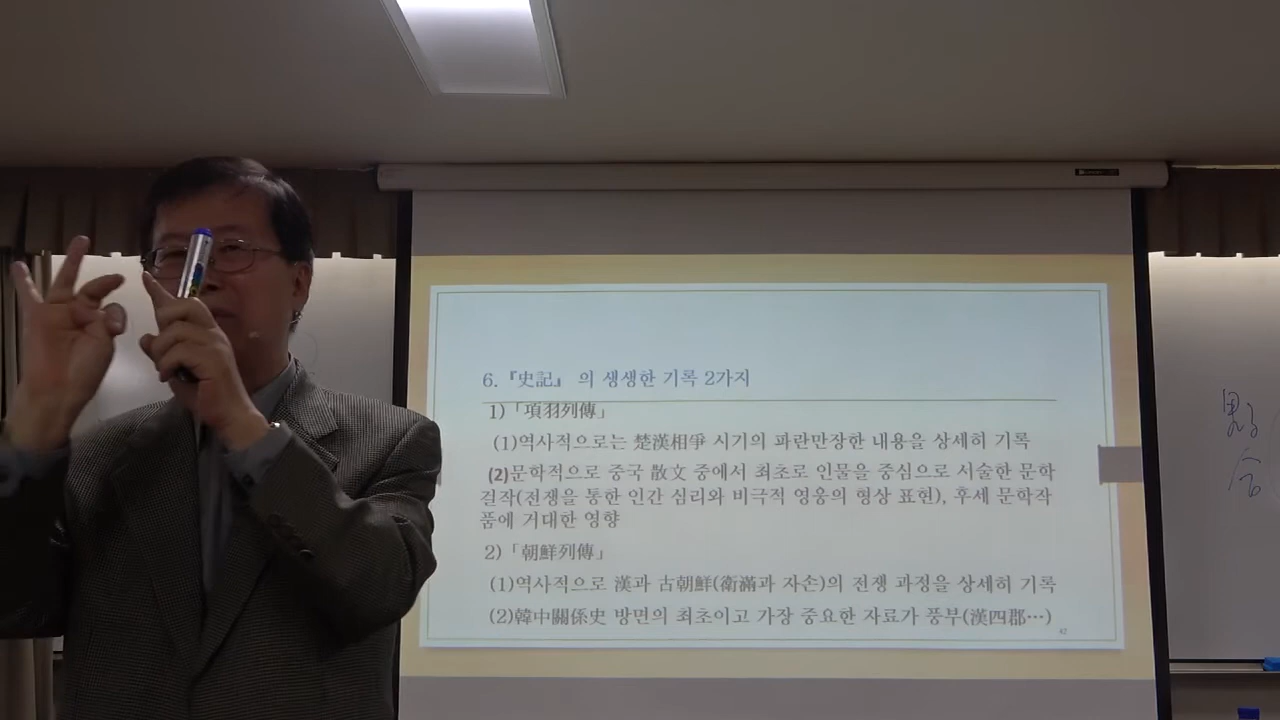 6.『史記』 의 생생한 기록 2가지
1)「項羽列傳」
(1)역사적으로는 楚漢相爭 시기의 파란만장한 내용을 상세히 기록
(2)문학적으로 중국 散文 중에서 최초로 인물을 중심으로 서술한 문학
걸작(전쟁을 통한 인간 심리와 비극적 영웅의 형상 표현), 후세 문학작
품에 거대한 영향
2)「朝鮮列傳」
(1)역사적으로 漢과 古朝鮮(衛滿과 자손)의 전쟁 과정을 상세히 기록
(2)韓中關係史 방면의 최초이고 가장 중요한 자료가 풍부(漢四郡…)